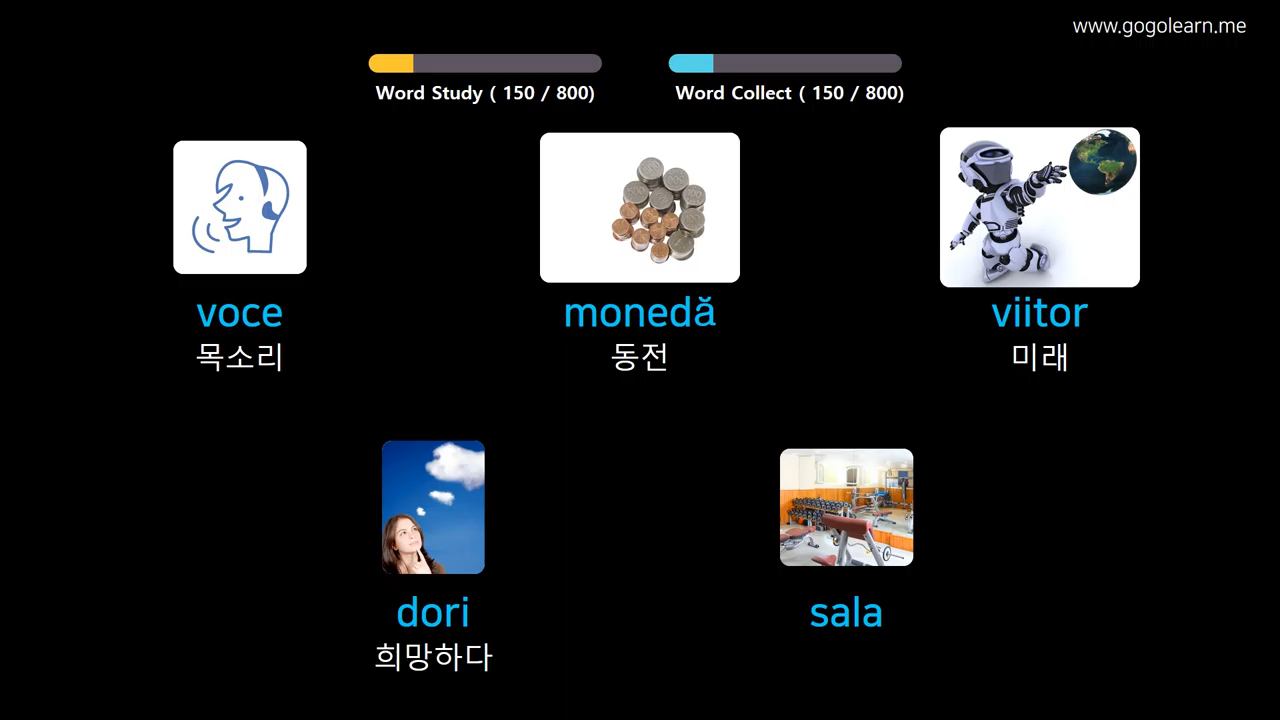 www.gogolearn.me
Word Study ( 150 / 800)
Word Collect ( 150 / 800)
voce
목소리
monedă
동전
viitor
미래
dori
희망하다
sala